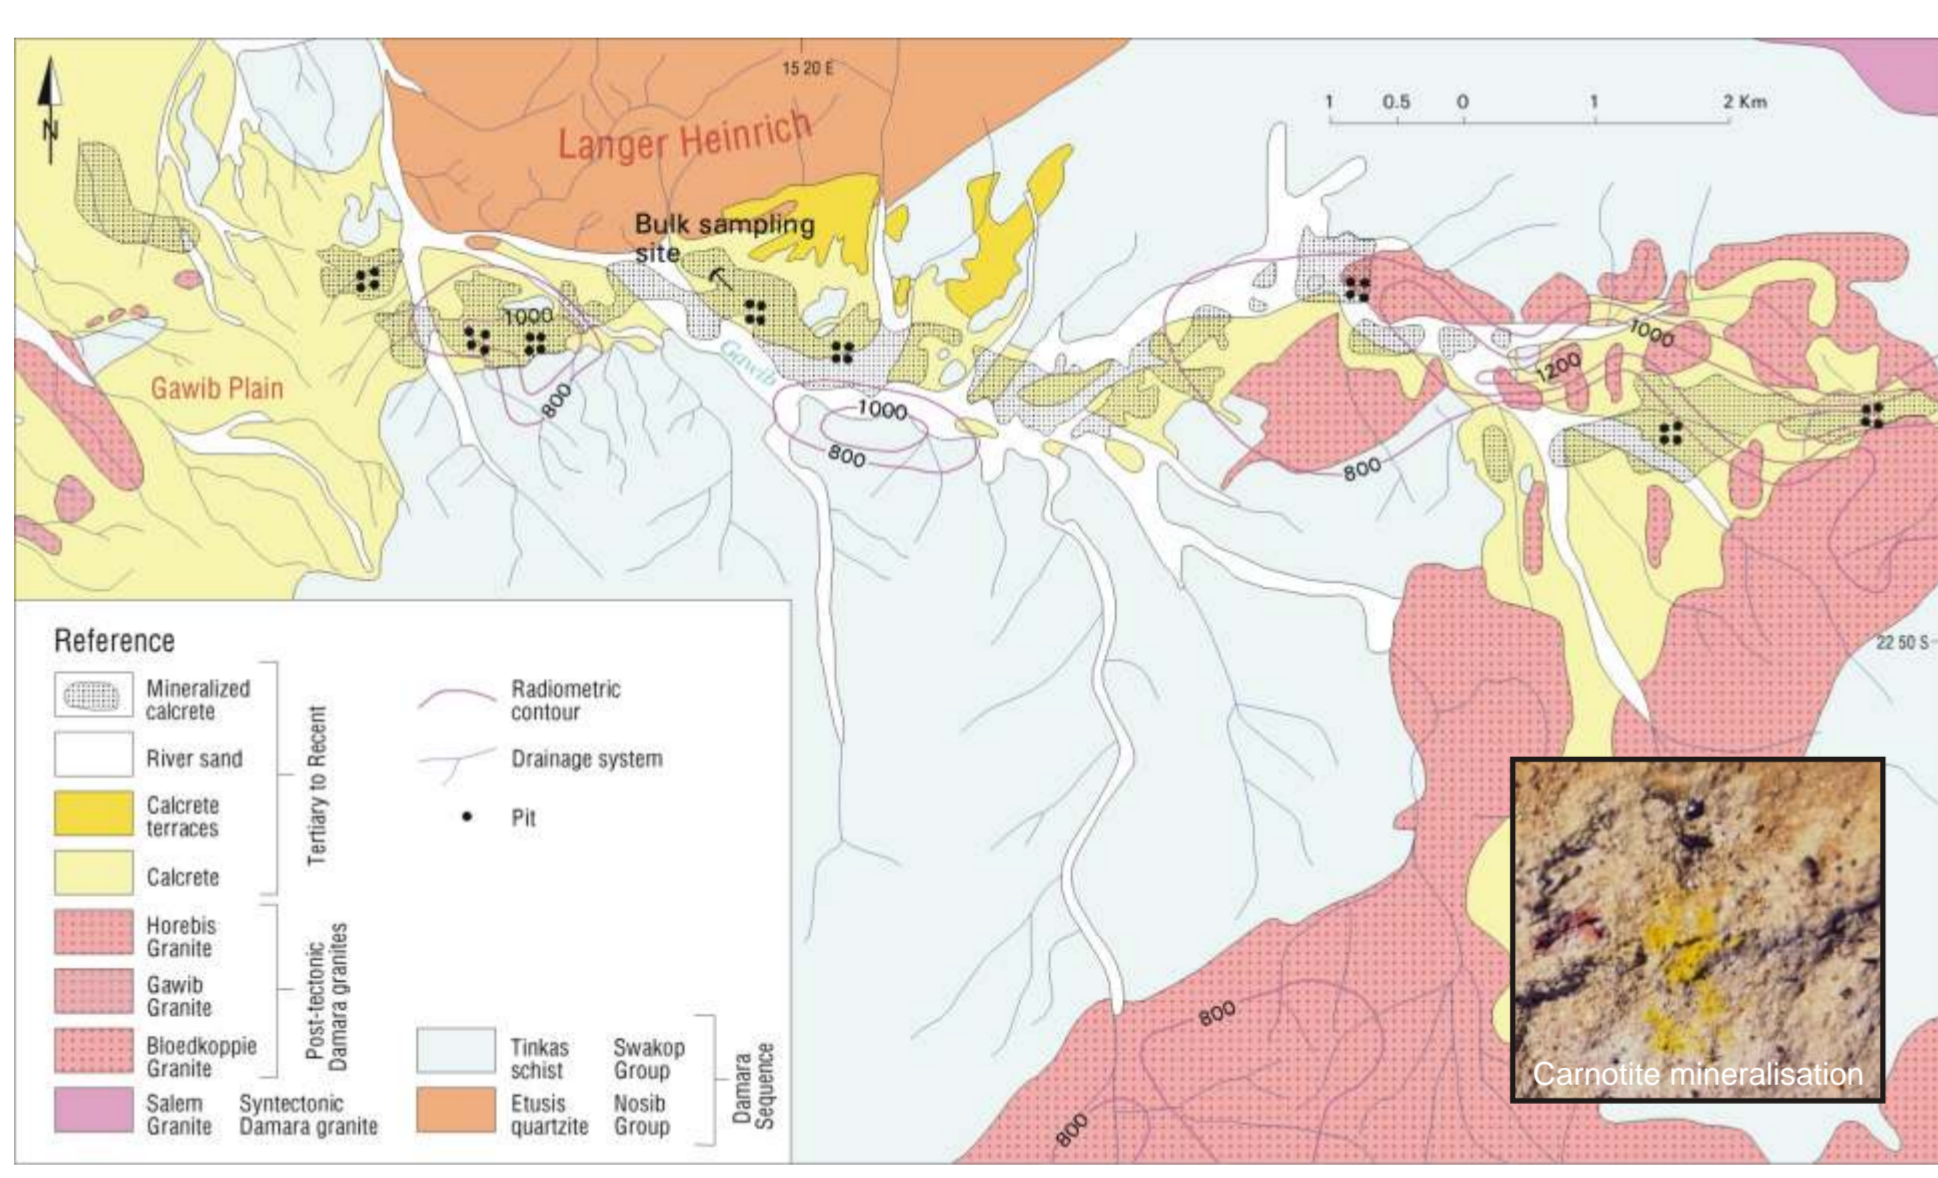 15 20 E
1 0.5 0 1 2 Km
N
Langer Heinrich
Bulk sampling
site
1000
Gawib
Gawib Plain
800
1000
800
1000
1200
800
22 50 S
800
800
Reference
Mineralized
calcrete
River sand
Calcrete
terraces
Calcrete
Tertiary to Recent
Horebis
Granite
Gawib
Granite
Bloedkoppie
Granite
Post-tectonic
Damara granites
Salem
Granite
Syntectonic
Damara granite
Radiometric
contour
Drainage system
Pit
Tinkas
schist
Swakop
Group
Etusis
quartzite
Nosib
Group
Damara
Sequence
Carnotite mineralisation